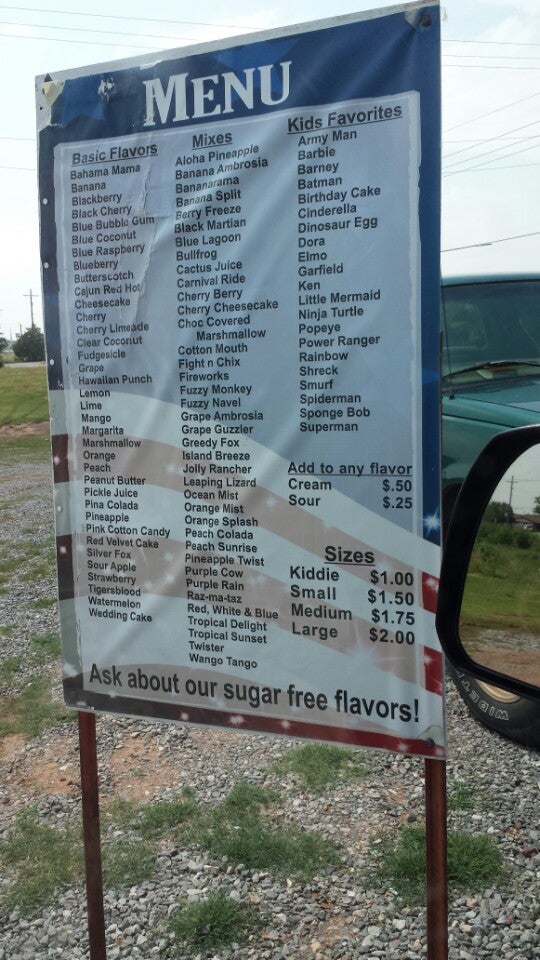 MENU
Basic Flavors
Bahama Mama
Banana
Blackberry
Black Cherry
Blue Bubble Gum
Blue Coconut
Blue Raspberry
Blueberry
Butterscotch
Cajun Red Hot
Cheesecake
Cherry
Cherry Limeade
Clear Coconut
Fudgesicle
Grape
Hawaiian Punch
Lemon
Lime
Mango
Margarita
Marshmallow
Orange
Peach
Peanut Butter
Pickle Juice
Pina Colada
Pineapple
Pink Cotton Candy
Red Velvet Cake
Silver Fox
Sour Apple
Strawberry
Tigersblood
Watermelon
Wedding Cake
Mixes
Aloha Pineapple
Banana Ambrosia
Bananarama
Banana Split
Berry Freeze
Black Martian
Blue Lagoon
Bullfrog
Cactus Juice
Carnival Ride
Cherry Berry
Cherry Cheesecake
Choc Covered
Marshmallow
Cotton Mouth
Fight n Chix
Fireworks
Fuzzy Monkey
Fuzzy Navel
Grape Ambrosia
Grape Guzzler
Greedy Fox
Island Breeze
Jolly Rancher
Leaping Lizard
Ocean Mist
Orange Mist
Orange Splash
Peach Colada
Peach Sunrise
Pineapple Twist
Purple Cow
Purple Rain
Raz-ma-taz
Red, White & Blue
Tropical Delight
Tropical Sunset
Twister
Wango Tango
Kids Favorites
Army Man
Barbie
Barney
Batman
Birthday Cake
Cinderella
Dinosaur Egg
Dora
Elmo
Garfield
Ken
Little Mermaid
Ninja Turtle
Popeye
Power Ranger
Rainbow
Shreck
Smurf
Spiderman
Sponge Bob
Superman
Add to any flavor
Cream $.50
Sour $.25
Sizes
Kiddie $1.00
Small $1.50
Medium $1.75
Large $2.00
Ask about our sugar free flavors!